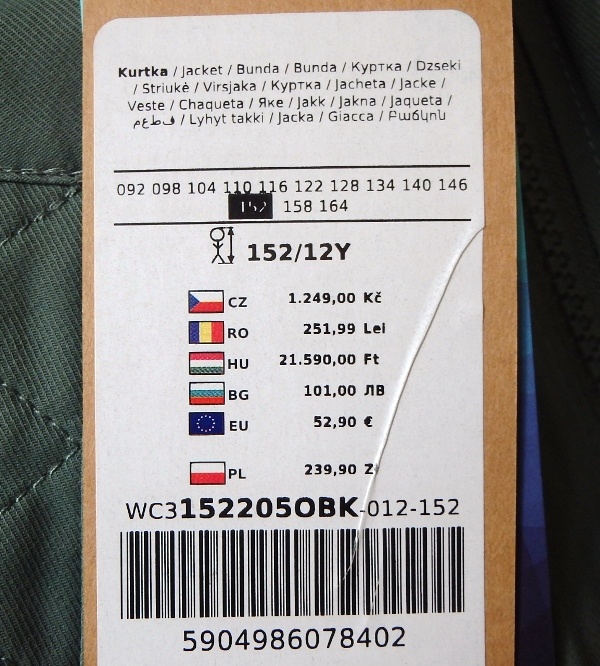 Kurtka / Jacket / Bunda / Bunda / Куртка / Dzseki
/ Striukė / Virsjaka / Куртка / Jacheta / Jacke /
Veste / Chaqueta / Яке / Jakk / Jakna / Jaqueta /
/ Lyhyt takki / Jacka / Giacca / Բաճկոն
092 098 104 110 116 122 128 134 140 146
152 158 164
152/12Y
CZ 1.249,00 Kč
RO 251,99 Lei
HU 21.590,00 Ft
BG 101,00 ЛВ
EU 52,90 €
PL 239,90 Zł
WC3152205OBK-012-152
5904986078402